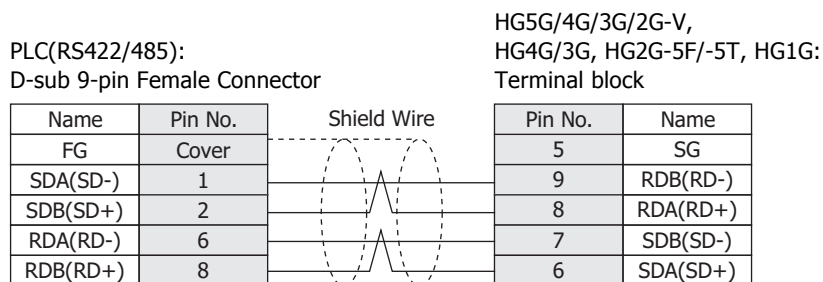 HG5G/4G/3G/2G-V,
PLC(RS422/485): HG4G/3G, HG2G-5F/-5T, HG1G:
D-sub 9-pin Female Connector Terminal block
Name Pin No. Shield Wire Pin No. Name
FG Cover 5 SG
SDA(SD-) 1 9 RDB(RD-)
SDB(SD+) 2 8 RDA(RD+)
RDA(RD-) 6 7 SDB(SD-)
RDB(RD+) 8 6 SDA(SD+)